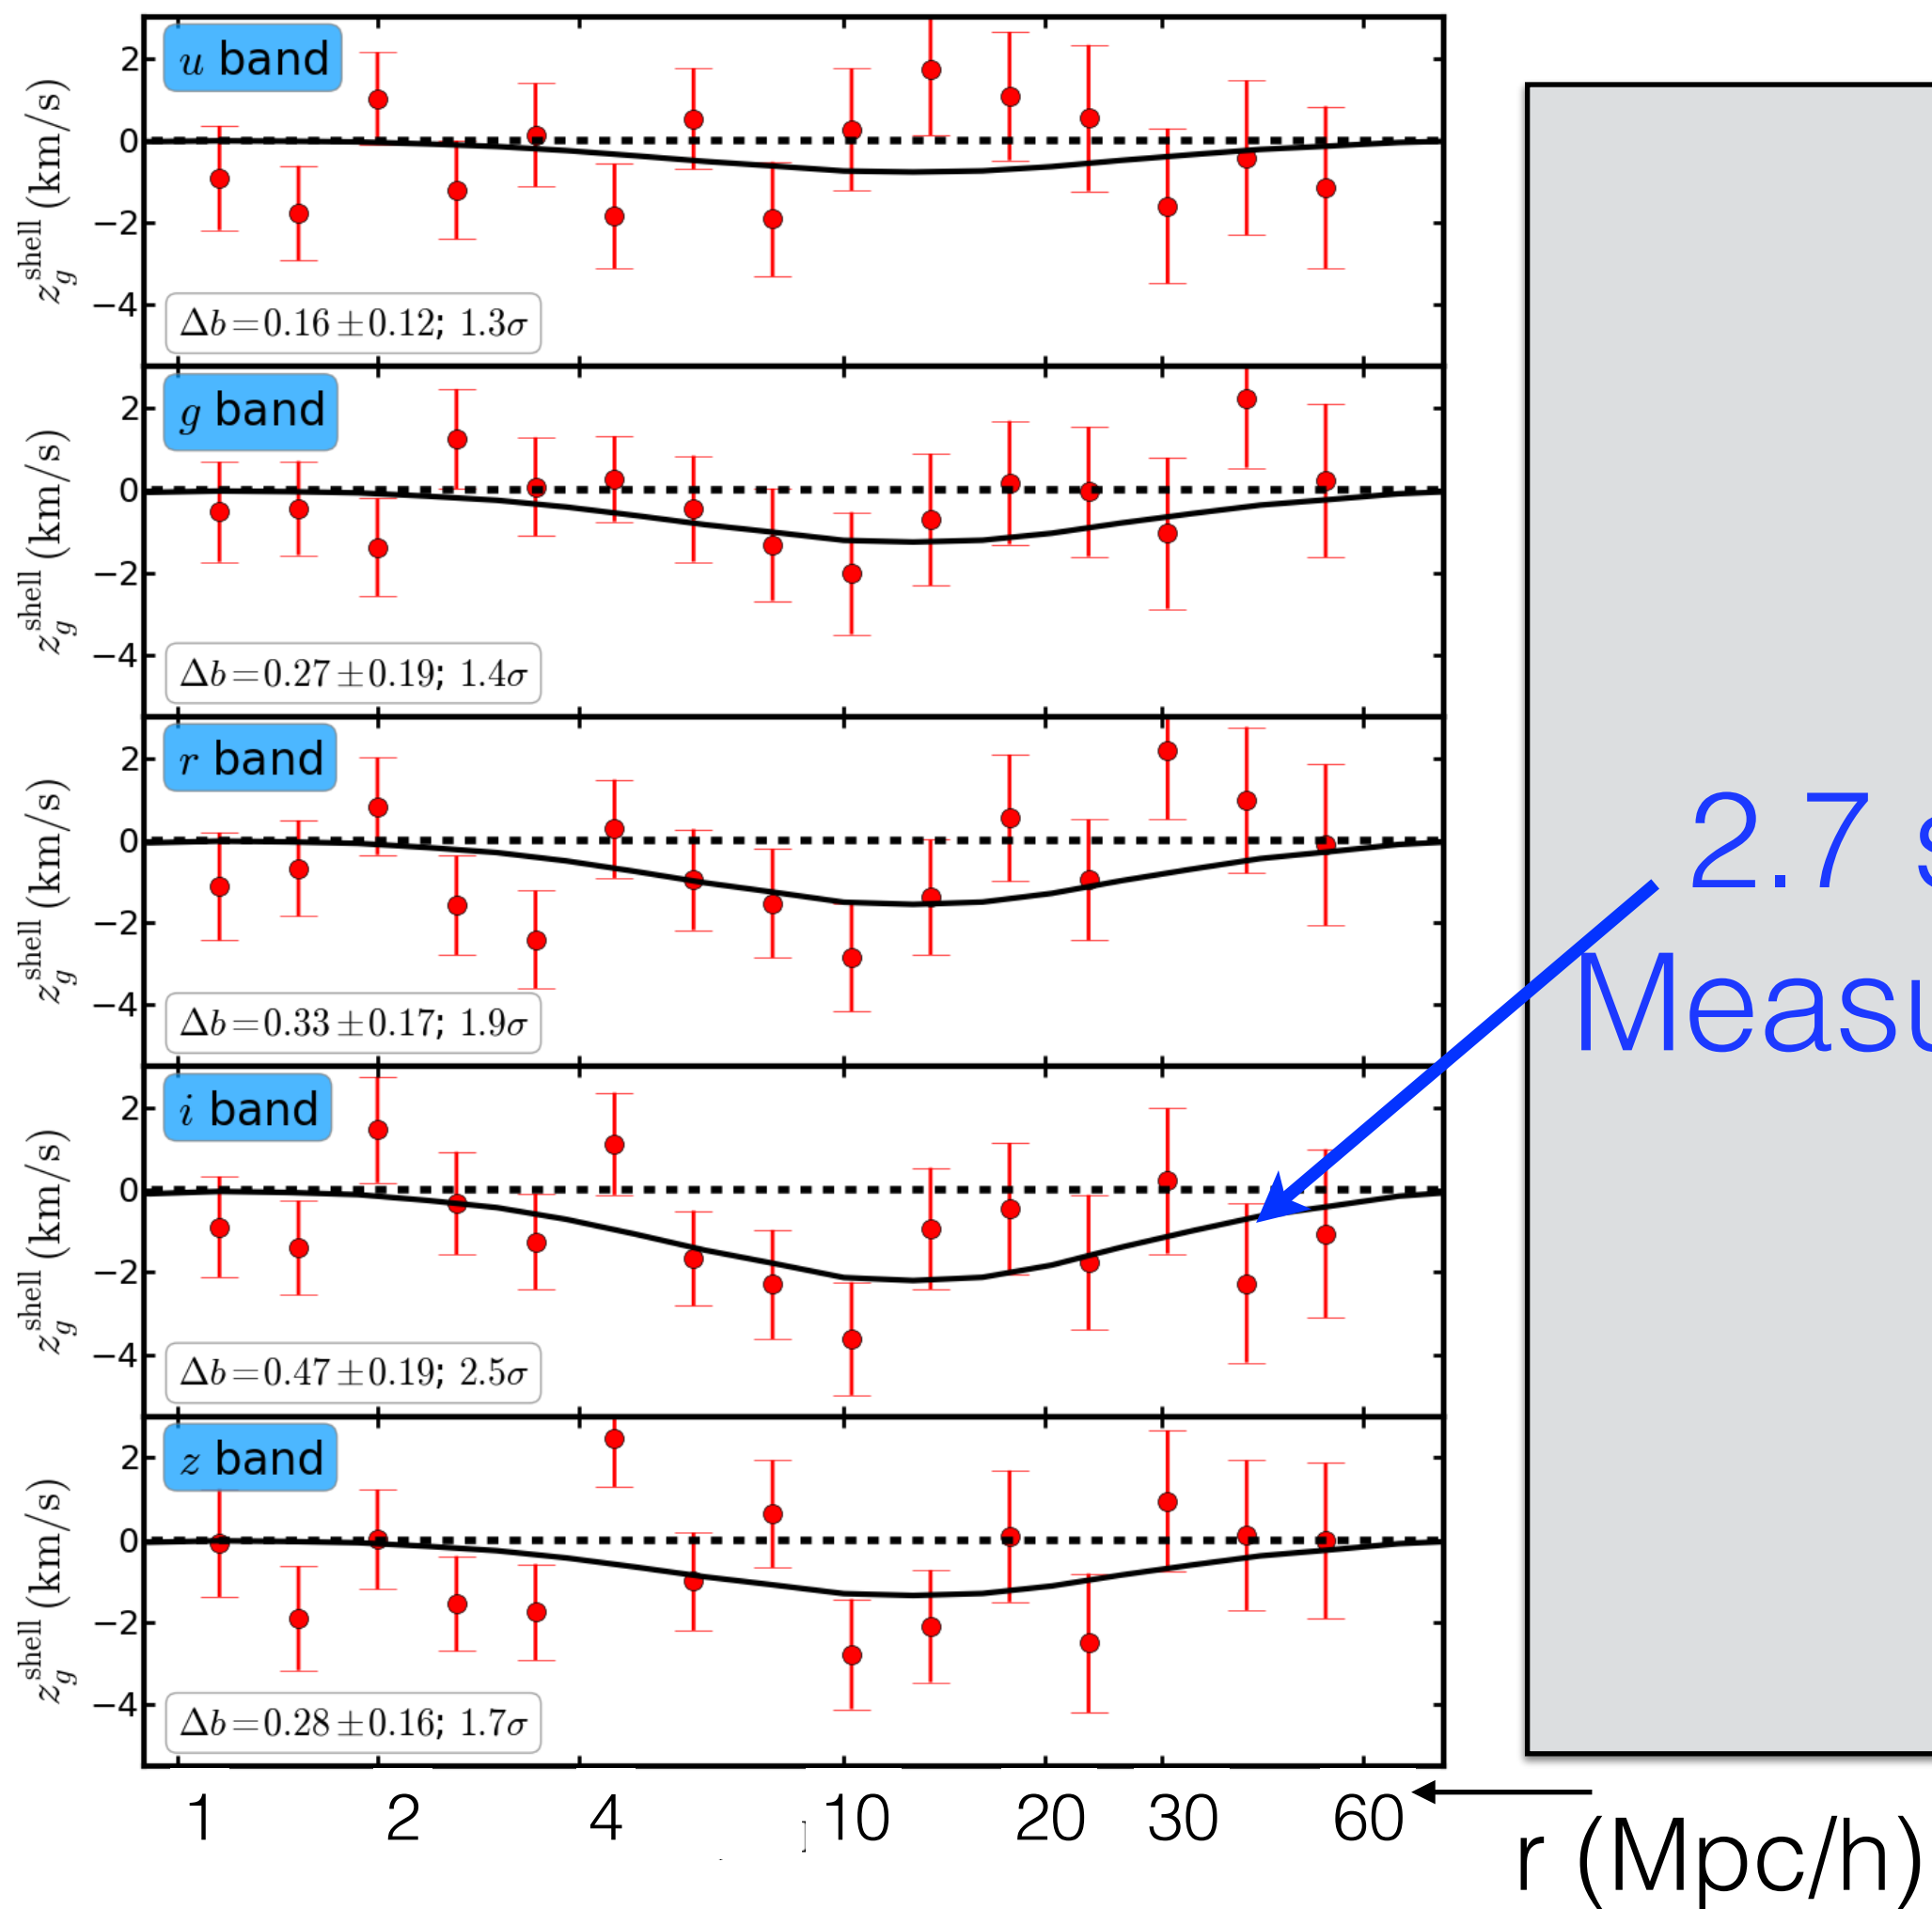 u band
2
0
−2
−4
z_g^shell (km/s)
Δb=0.16±0.12; 1.3σ
g band
2
0
−2
−4
z_g^shell (km/s)
Δb=0.27±0.19; 1.4σ
r band
2
0
−2
−4
z_g^shell (km/s)
Δb=0.33±0.17; 1.9σ
i band
2
0
−2
−4
z_g^shell (km/s)
Δb=0.47±0.19; 2.5σ
z band
2
0
−2
−4
z_g^shell (km/s)
Δb=0.28±0.16; 1.7σ
1 2 4 10 20 30 60
r (Mpc/h)
2.7